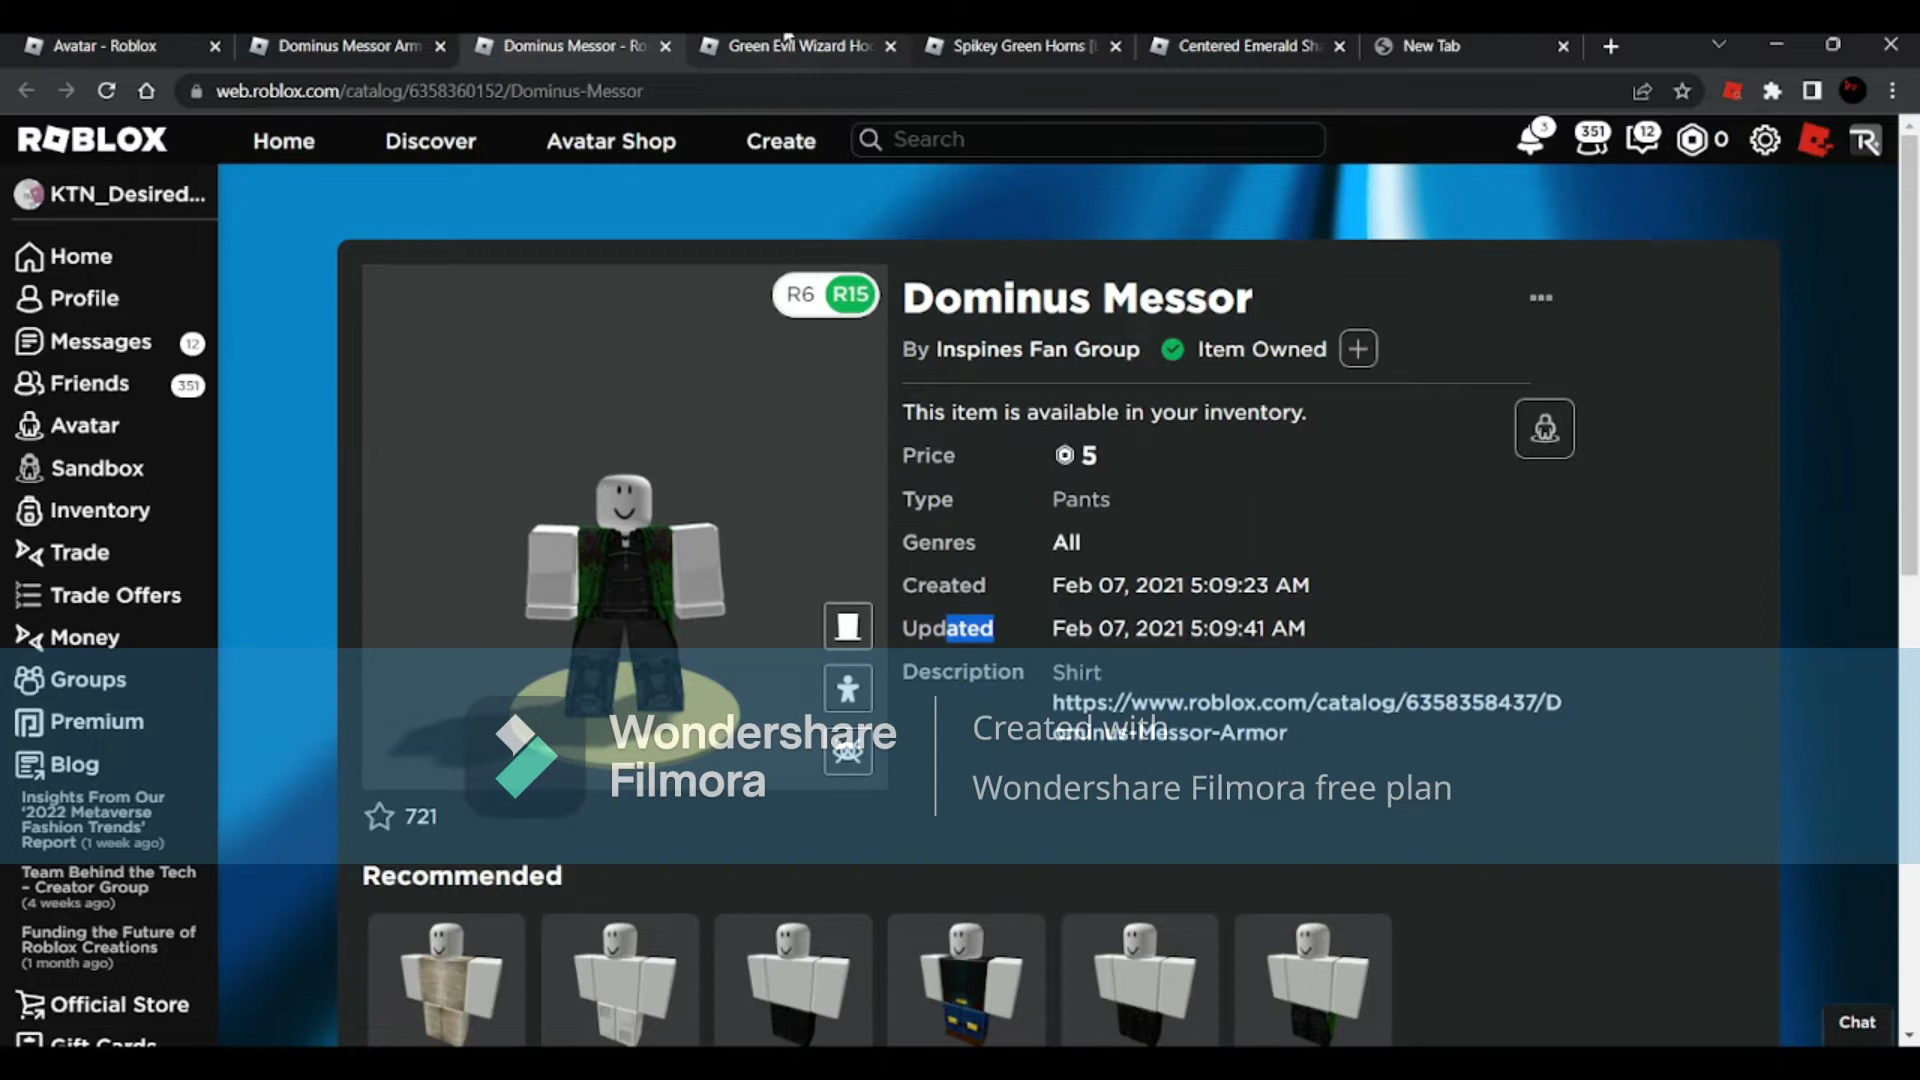 Avatar - Roblox
Dominus Messor Arm
Dominus Messor - Ro
Green Evil Wizard Hoo
Spikey Green Horns [
Centered Emerald Sh
New Tab
web.roblox.com/catalog/6358360152/Dominus-Messor
ROBLOX
Home
Discover
Avatar Shop
Create
Search
3
351
12
0
KTN_Desired...
Home
Profile
Messages 12
Friends 351
Avatar
Sandbox
Inventory
Trade
Trade Offers
Money
Groups
Premium
Blog
Insights From Our
‘2022 Metaverse
Fashion Trends’
Report (1 week ago)
Team Behind the Tech
– Creator Group
(4 weeks ago)
Funding the Future of
Roblox Creations
(1 month ago)
Official Store
Gift Cards
R6 R15
Dominus Messor
By Inspines Fan Group Item Owned
This item is available in your inventory.
Price 5
Type Pants
Genres All
Created Feb 07, 2021 5:09:23 AM
Updated Feb 07, 2021 5:09:41 AM
Description Shirt
https://www.roblox.com/catalog/6358358437/D
ominus-Messor-Armor
Wondershare
Filmora
Created with
Wondershare Filmora free plan
721
Recommended
Chat